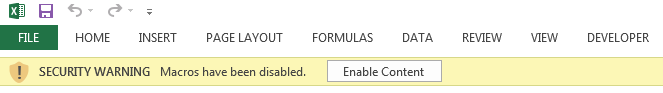 FILE HOME INSERT PAGE LAYOUT FORMULAS DATA REVIEW VIEW DEVELOPER
SECURITY WARNING Macros have been disabled. Enable Content